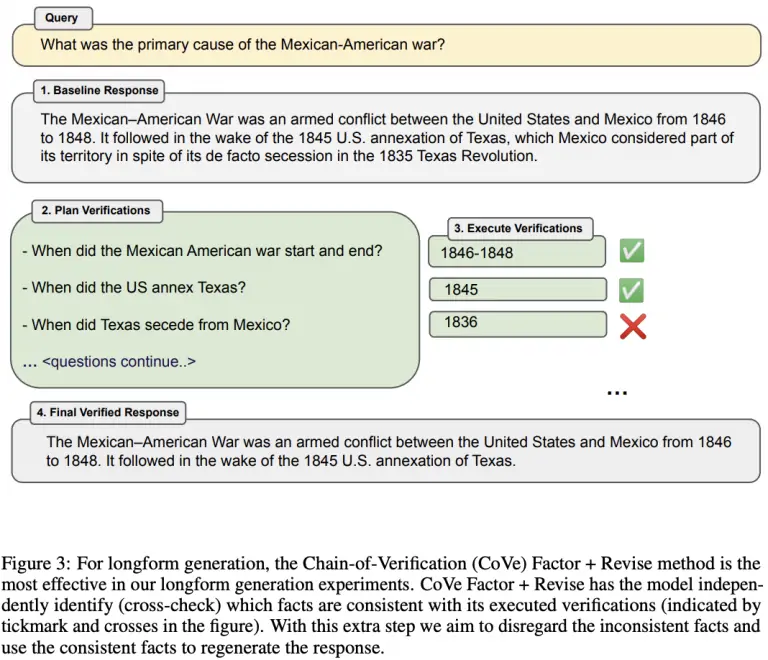 Query
What was the primary cause of the Mexican-American war?
1. Baseline Response
The Mexican–American War was an armed conflict between the United States and Mexico from 1846
to 1848. It followed in the wake of the 1845 U.S. annexation of Texas, which Mexico considered part of
its territory in spite of its de facto secession in the 1835 Texas Revolution.
2. Plan Verifications
- When did the Mexican American war start and end?
- When did the US annex Texas?
- When did Texas secede from Mexico?
... <questions continue..>
3. Execute Verifications
1846-1848
1845
1836
...
4. Final Verified Response
The Mexican–American War was an armed conflict between the United States and Mexico from 1846
to 1848. It followed in the wake of the 1845 U.S. annexation of Texas.
Figure 3: For longform generation, the Chain-of-Verification (CoVe) Factor + Revise method is the
most effective in our longform generation experiments. CoVe Factor + Revise has the model indepen-
dently identify (cross-check) which facts are consistent with its executed verifications (indicated by
tickmark and crosses in the figure). With this extra step we aim to disregard the inconsistent facts and
use the consistent facts to regenerate the response.